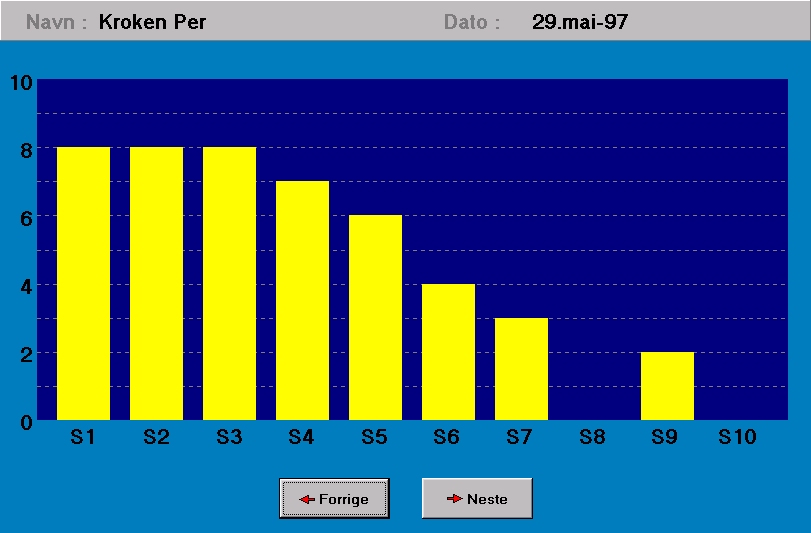 Navn : Kroken Per Dato : 29.mai-97
10
8
6
4
2
0
S1 S2 S3 S4 S5 S6 S7 S8 S9 S10
Forrige Neste